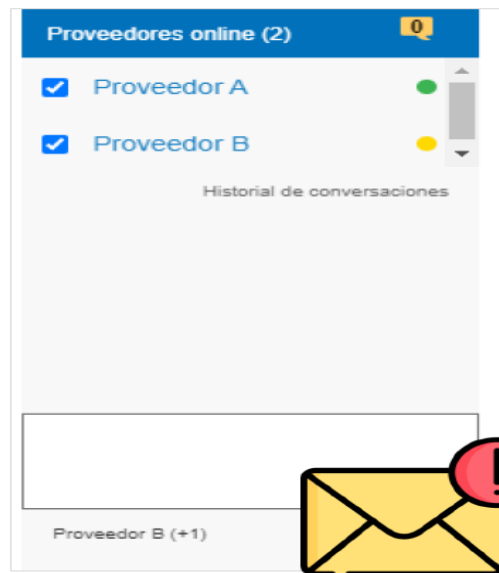 Proveedores online (2)
0
Proveedor A
Proveedor B
Historial de conversaciones
Proveedor B (+1)
!